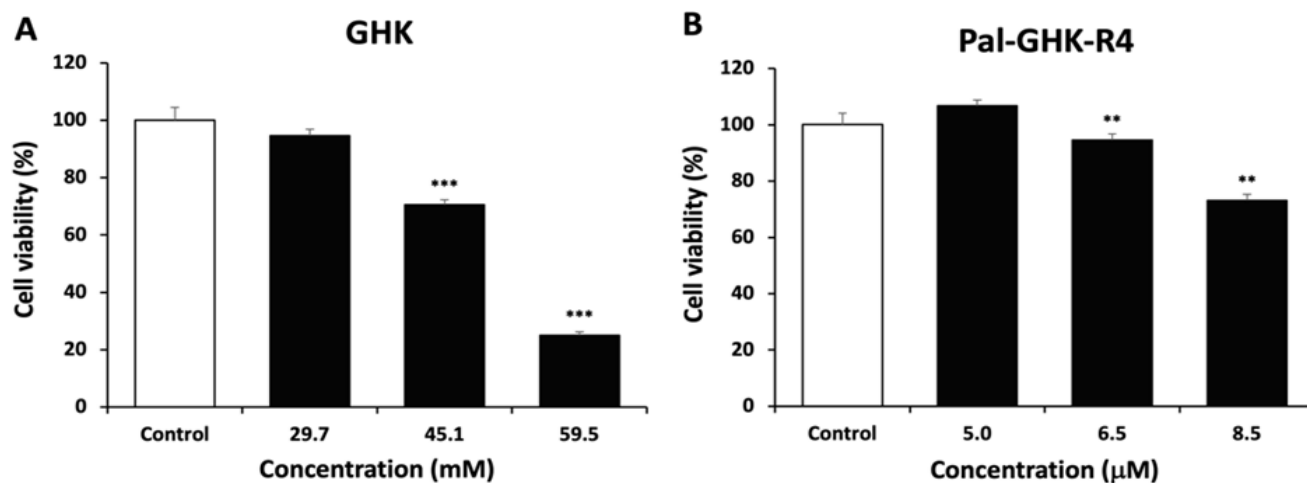 A
GHK
Cell viability (%)
120
100
80
60
40
20
0
***
***
Control 29.7 45.1 59.5
Concentration (mM)
B
Pal-GHK-R4
Cell viability (%)
120
100
80
60
40
20
0
**
**
Control 5.0 6.5 8.5
Concentration (μM)